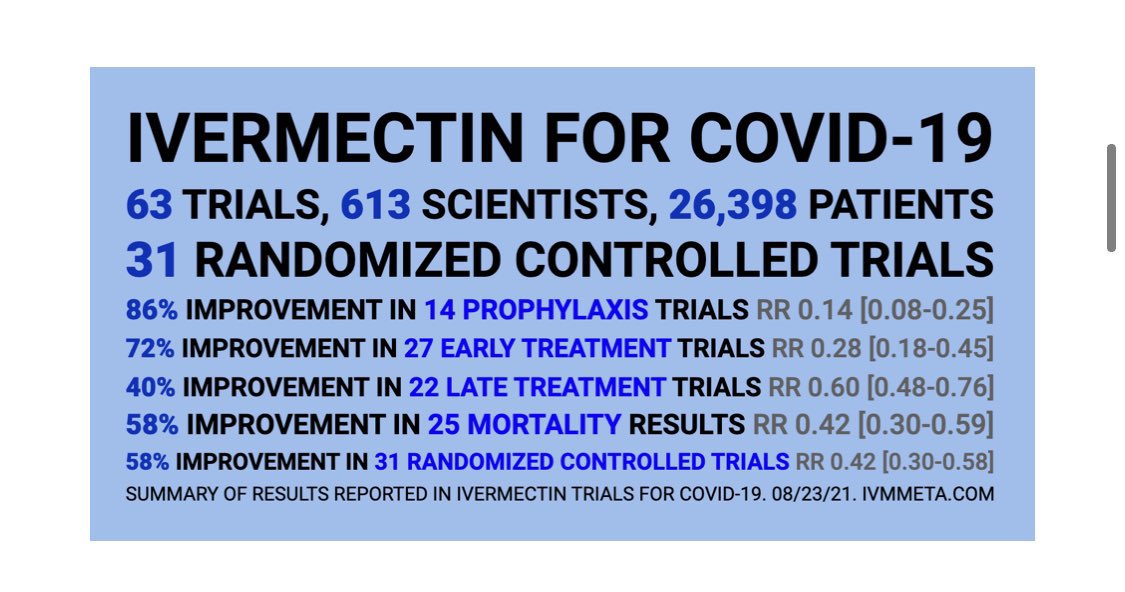 IVERMECTIN FOR COVID-19
63 TRIALS, 613 SCIENTISTS, 26,398 PATIENTS
31 RANDOMIZED CONTROLLED TRIALS
86% IMPROVEMENT IN 14 PROPHYLAXIS TRIALS RR 0.14 [0.08-0.25]
72% IMPROVEMENT IN 27 EARLY TREATMENT TRIALS RR 0.28 [0.18-0.45]
40% IMPROVEMENT IN 22 LATE TREATMENT TRIALS RR 0.60 [0.48-0.76]
58% IMPROVEMENT IN 25 MORTALITY RESULTS RR 0.42 [0.30-0.59]
58% IMPROVEMENT IN 31 RANDOMIZED CONTROLLED TRIALS RR 0.42 [0.30-0.58]
SUMMARY OF RESULTS REPORTED IN IVERMECTIN TRIALS FOR COVID-19. 08/23/21. IVMMETA.COM